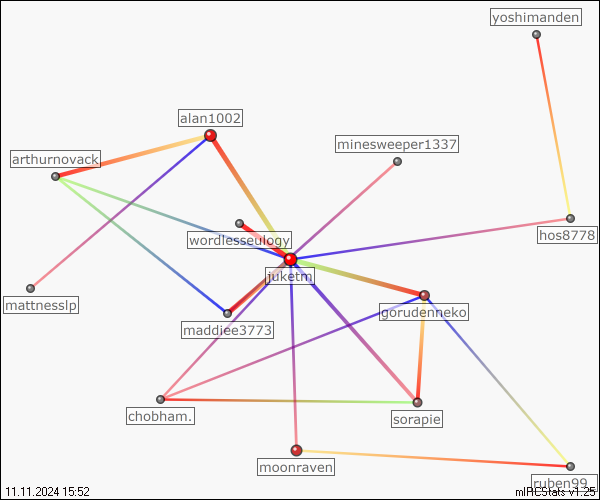 yoshimanden
alan1002
minesweeper1337
arthurnovack
wordlesseulogy
hos8778
juketm
mattnesslp
gorudenneko
maddiee3773
chobham.
sorapie
moonraven
ruben99
11.11.2024 15:52
mIRCStats v1.25